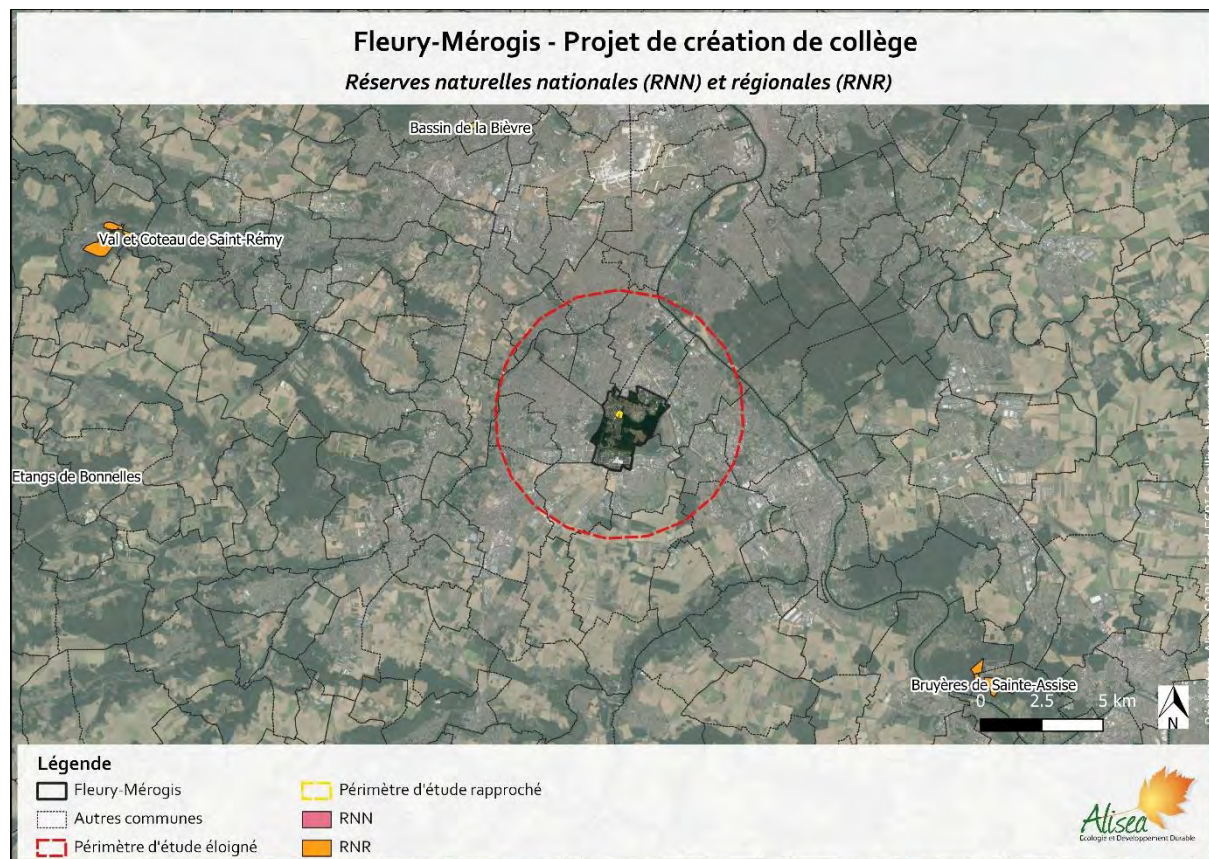 Fleury-Mérogis - Projet de création de collège
Réserves naturelles nationales (RNN) et régionales (RNR)
Bassin de la Bièvre
Val et Coteau de Saint-Rémy
Etangs de Bonnelles
Bruyères de Sainte-Assise
0 2.5 5 km
N
Légende
Fleury-Mérogis
Autres communes
Périmètre d'étude éloigné
Périmètre d'étude rapproché
RNN
RNR
Alisea
Ecologie et Développement Durable